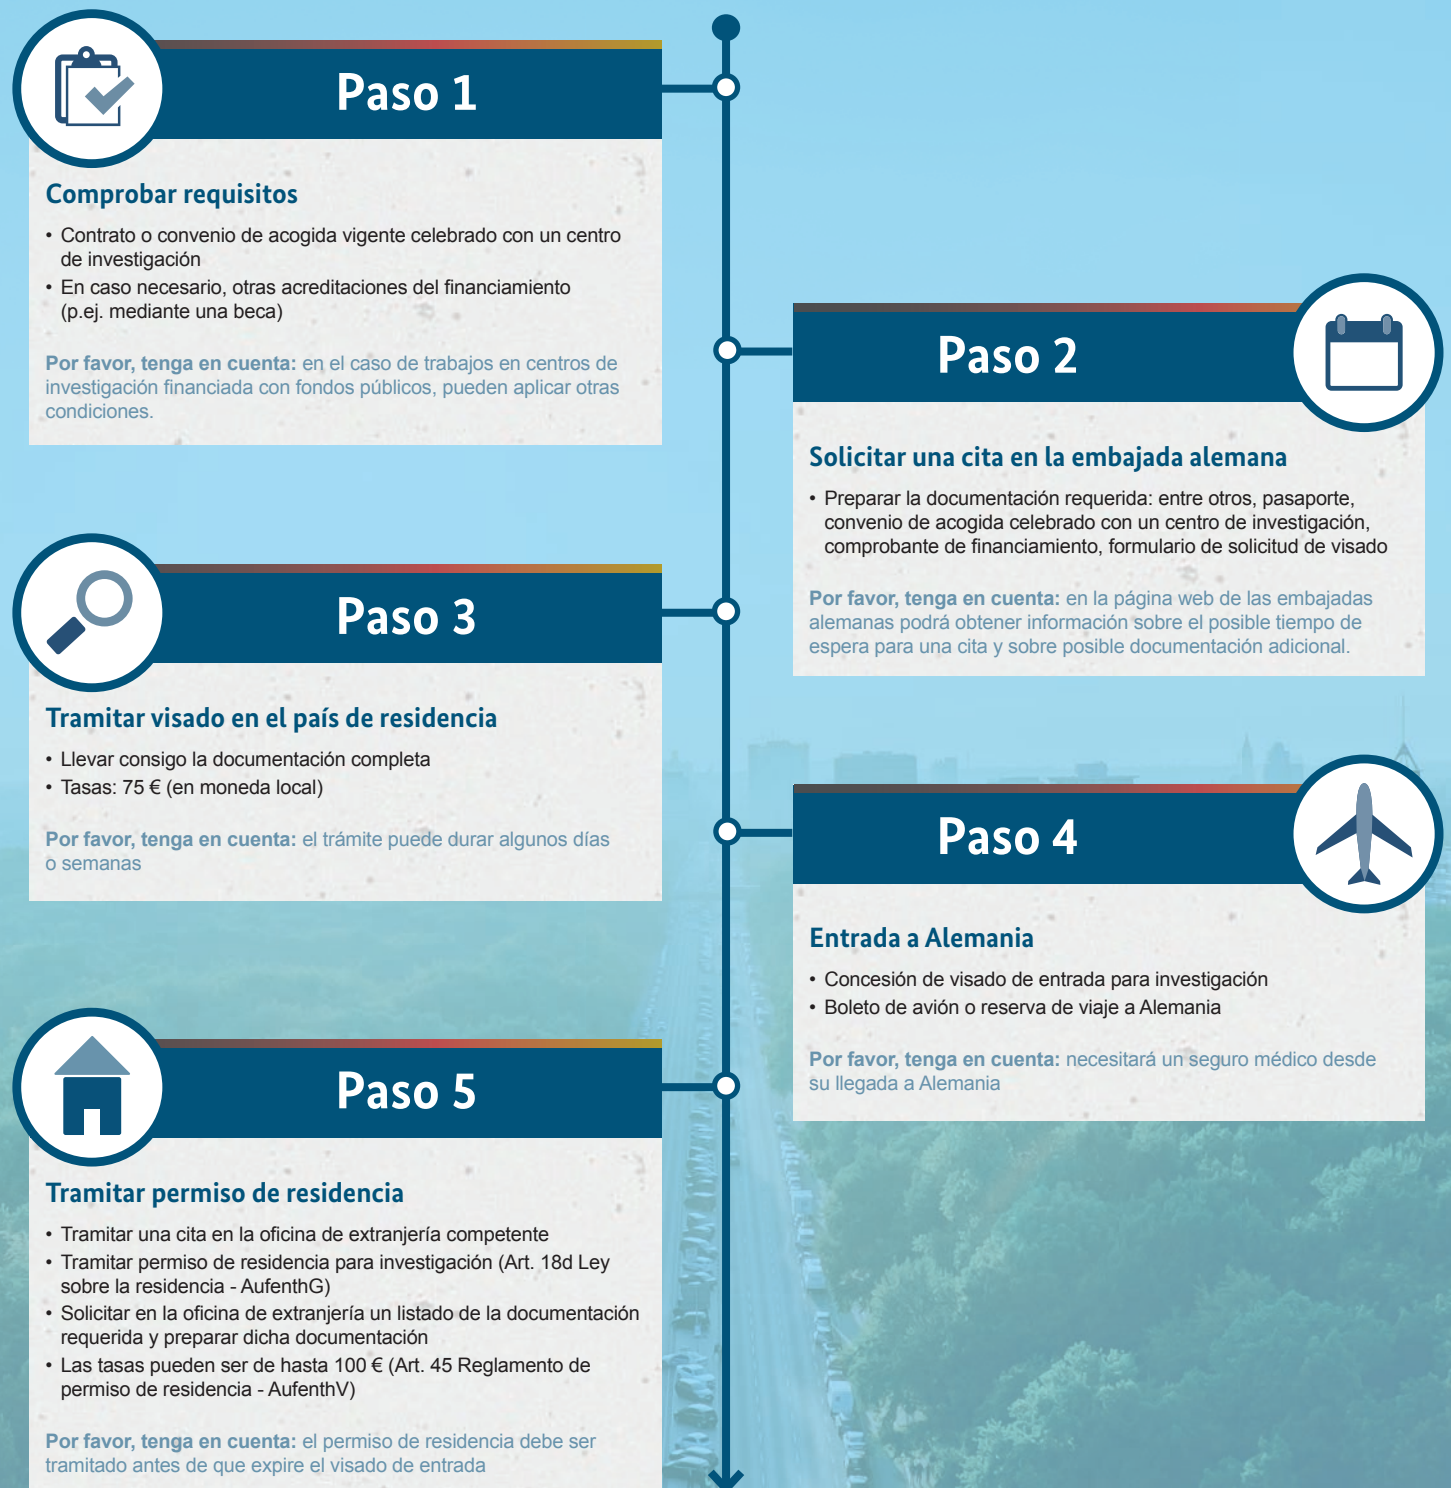 Paso 1
Comprobar requisitos
• Contrato o convenio de acogida vigente celebrado con un centro
de investigación
• En caso necesario, otras acreditaciones del financiamiento
(p.ej. mediante una beca)
Por favor, tenga en cuenta: en el caso de trabajos en centros de
investigación financiada con fondos públicos, pueden aplicar otras
condiciones.
Paso 2
Solicitar una cita en la embajada alemana
• Preparar la documentación requerida: entre otros, pasaporte,
convenio de acogida celebrado con un centro de investigación,
comprobante de financiamiento, formulario de solicitud de visado
Por favor, tenga en cuenta: en la página web de las embajadas
alemanas podrá obtener información sobre el posible tiempo de
espera para una cita y sobre posible documentación adicional.
Paso 3
Tramitar visado en el país de residencia
• Llevar consigo la documentación completa
• Tasas: 75 € (en moneda local)
Por favor, tenga en cuenta: el trámite puede durar algunos días
o semanas
Paso 4
Entrada a Alemania
• Concesión de visado de entrada para investigación
• Boleto de avión o reserva de viaje a Alemania
Por favor, tenga en cuenta: necesitará un seguro médico desde
su llegada a Alemania
Paso 5
Tramitar permiso de residencia
• Tramitar una cita en la oficina de extranjería competente
• Tramitar permiso de residencia para investigación (Art. 18d Ley
sobre la residencia - AufenthG)
• Solicitar en la oficina de extranjería un listado de la documentación
requerida y preparar dicha documentación
• Las tasas pueden ser de hasta 100 € (Art. 45 Reglamento de
permiso de residencia - AufenthV)
Por favor, tenga en cuenta: el permiso de residencia debe ser
tramitado antes de que expire el visado de entrada